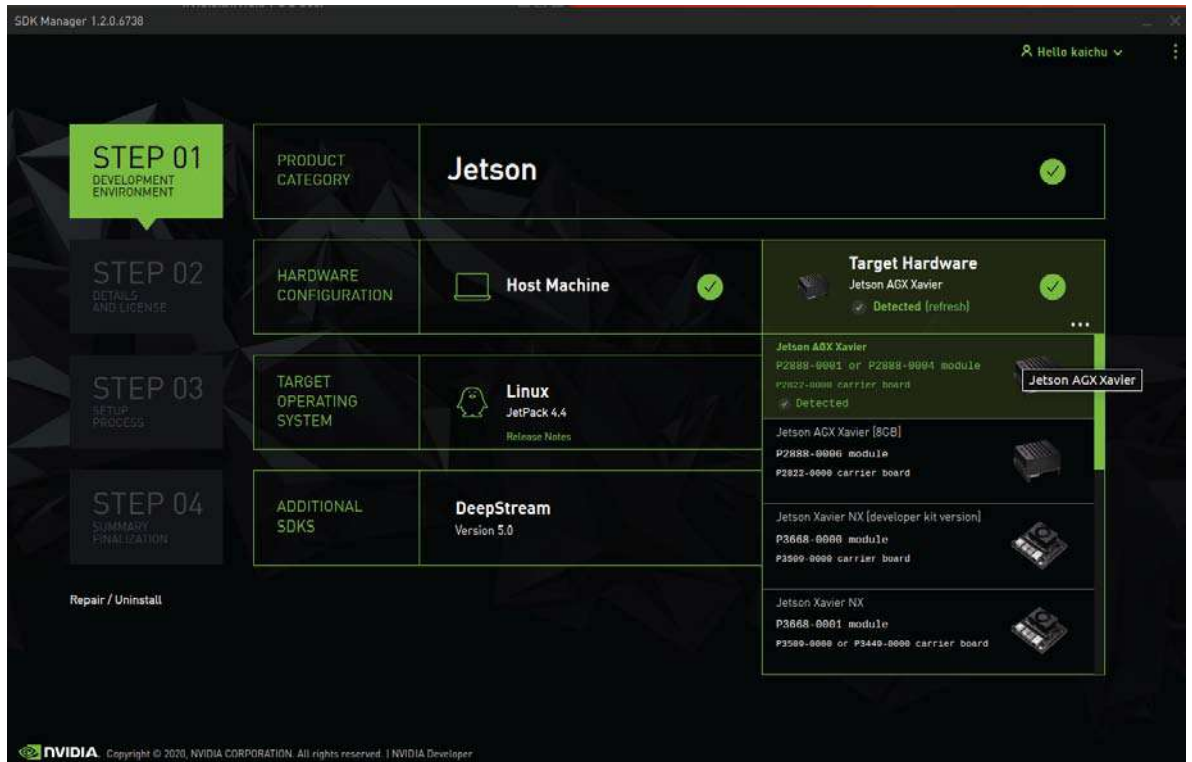 SDK Manager 1.2.0.6738
Hello kaichu
STEP 01
DEVELOPMENT
ENVIRONMENT
PRODUCT
CATEGORY
Jetson
STEP 02
DETAILS
AND LICENSE
HARDWARE
CONFIGURATION
Host Machine
Target Hardware
Jetson AGX Xavier
Detected (refresh)
...
Jetson AGX Xavier
P2888-0001 or P2888-0004 module
P2822-0000 carrier board
Detected
Jetson AGX Xavier
STEP 03
SETUP
PROCESS
TARGET
OPERATING
SYSTEM
Linux
JetPack 4.4
Release Notes
Jetson AGX Xavier [8GB]
P2888-0006 module
P2822-0000 carrier board
STEP 04
SUMMARY
FINALIZATION
ADDITIONAL
SDKS
DeepStream
Version 5.0
Jetson Xavier NX [developer kit version]
P3668-0000 module
P3509-0000 carrier board
Jetson Xavier NX
P3668-0001 module
P3509-0000 or P3449-0000 carrier board
Repair / Uninstall
NVIDIA. Copyright © 2020, NVIDIA CORPORATION. All rights reserved. | NVIDIA Developer